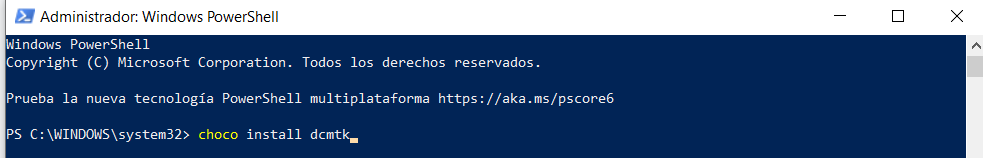 Administrador: Windows PowerShell
Windows PowerShell
Copyright (C) Microsoft Corporation. Todos los derechos reservados.
Prueba la nueva tecnología PowerShell multiplataforma https://aka.ms/pscore6
PS C:\WINDOWS\system32> choco install dcmtk